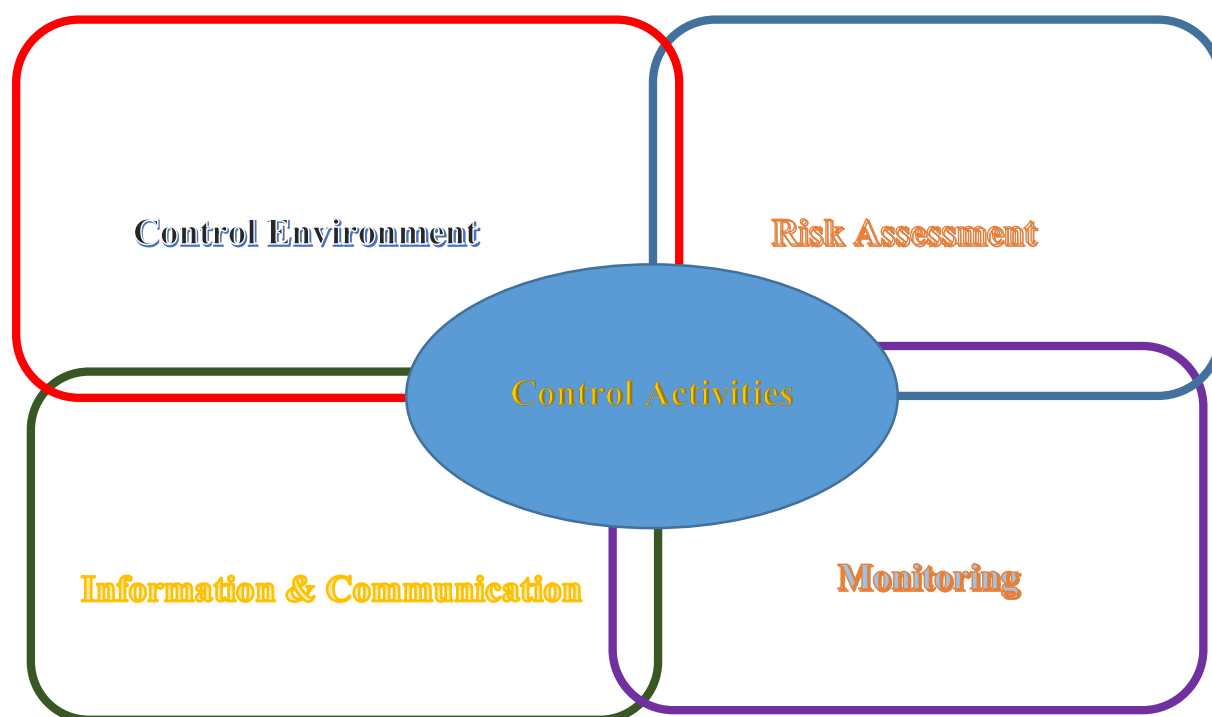 Control Environment
Risk Assessment
Control Activities
Information & Communication
Monitoring